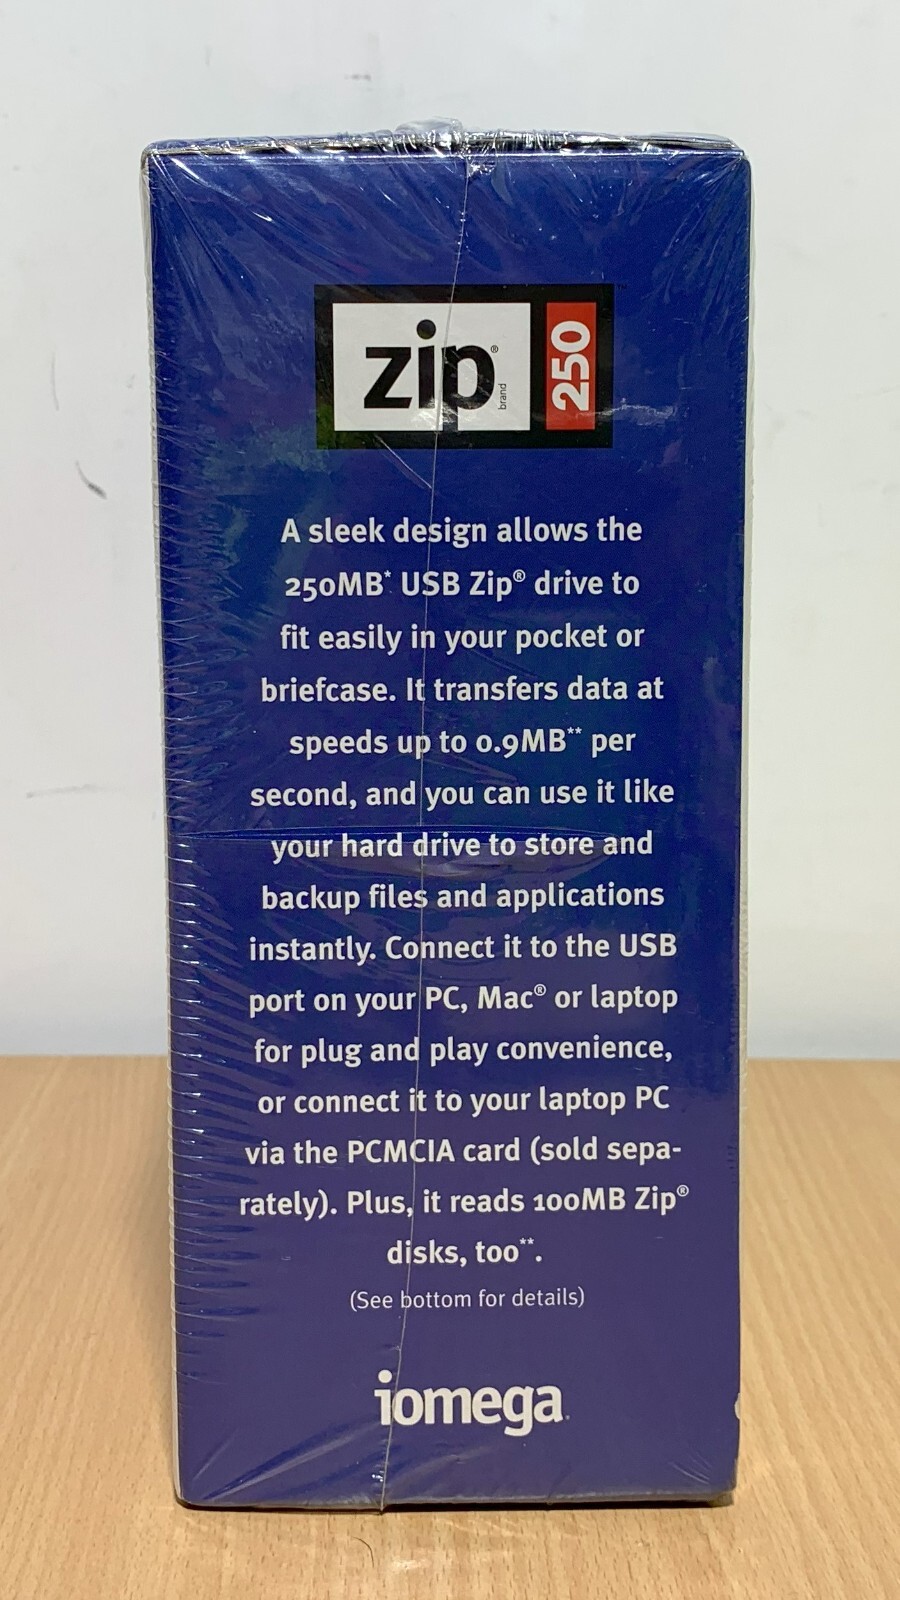 zip® brand 250™
A sleek design allows the
250MB* USB Zip® drive to
fit easily in your pocket or
briefcase. It transfers data at
speeds up to 0.9MB** per
second, and you can use it like
your hard drive to store and
backup files and applications
instantly. Connect it to the USB
port on your PC, Mac® or laptop
for plug and play convenience,
or connect it to your laptop PC
via the PCMCIA card (sold sepa-
rately). Plus, it reads 100MB Zip®
disks, too**.
(See bottom for details)
iomega